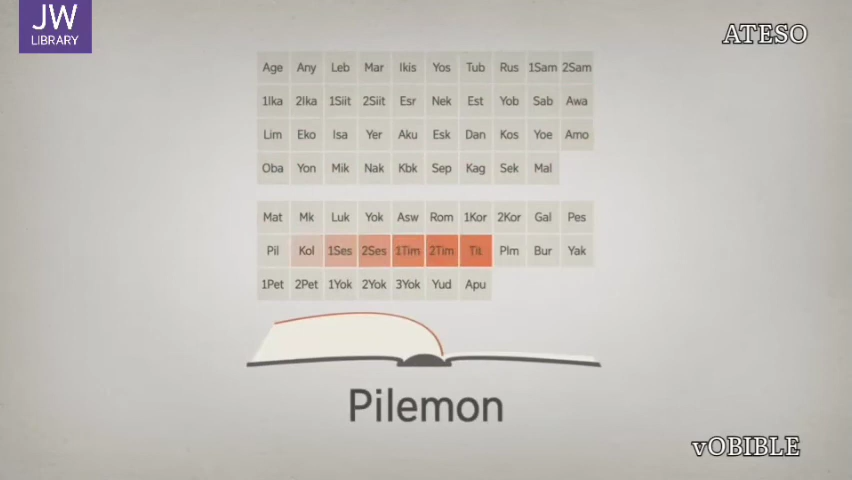 JW
LIBRARY
ATESO
Age Any Leb Mar Ikis Yos Tub Rus 1Sam 2Sam
1Ika 2Ika 1Siit 2Siit Esr Nek Est Yob Sab Awa
Lim Eko Isa Yer Aku Esk Dan Kos Yoe Amo
Oba Yon Mik Nak Kbk Sep Kag Sek Mal
Mat Mk Luk Yok Asw Rom 1Kor 2Kor Gal Pes
Pil Kol 1Ses 2Ses 1Tim 2Tim Tit Plm Bur Yak
1Pet 2Pet 1Yok 2Yok 3Yok Yud Apu
Pilemon
vOBIBLE